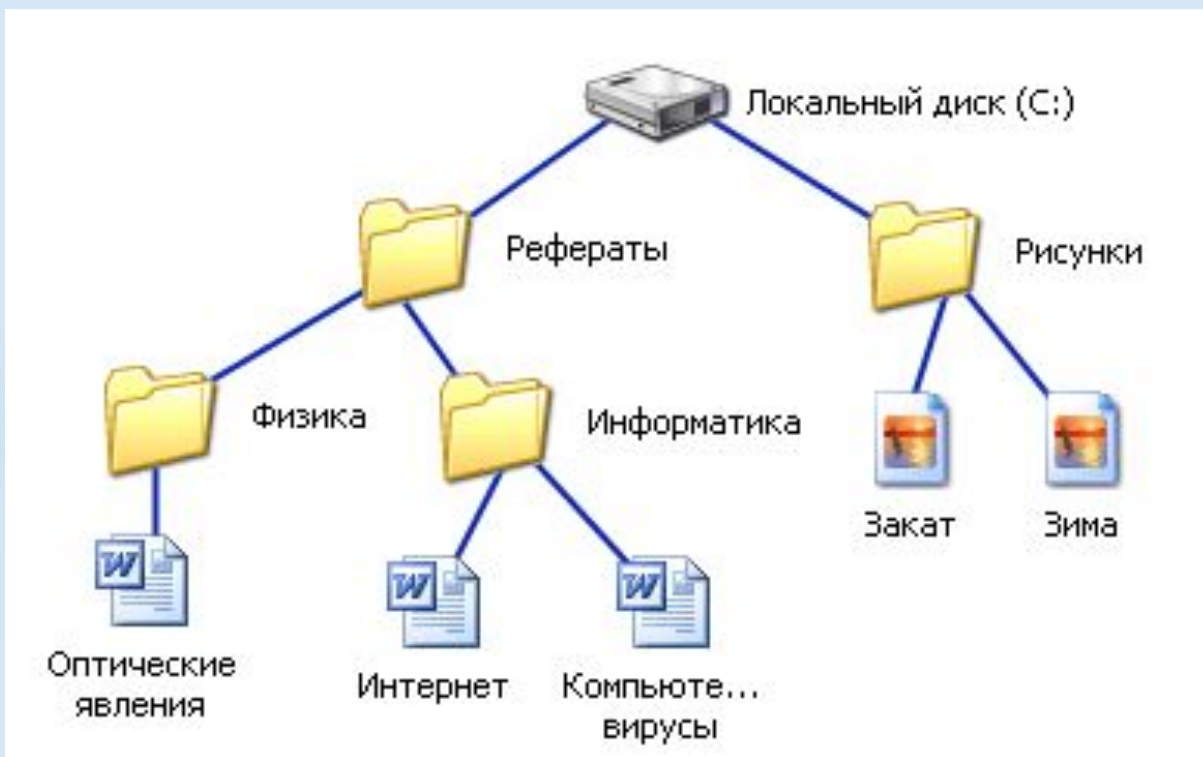 Локальный диск (C:)
Рефераты
Рисунки
Физика
Информатика
Закат
Зима
Оптические
явления
Интернет
Компьюте...
вирусы